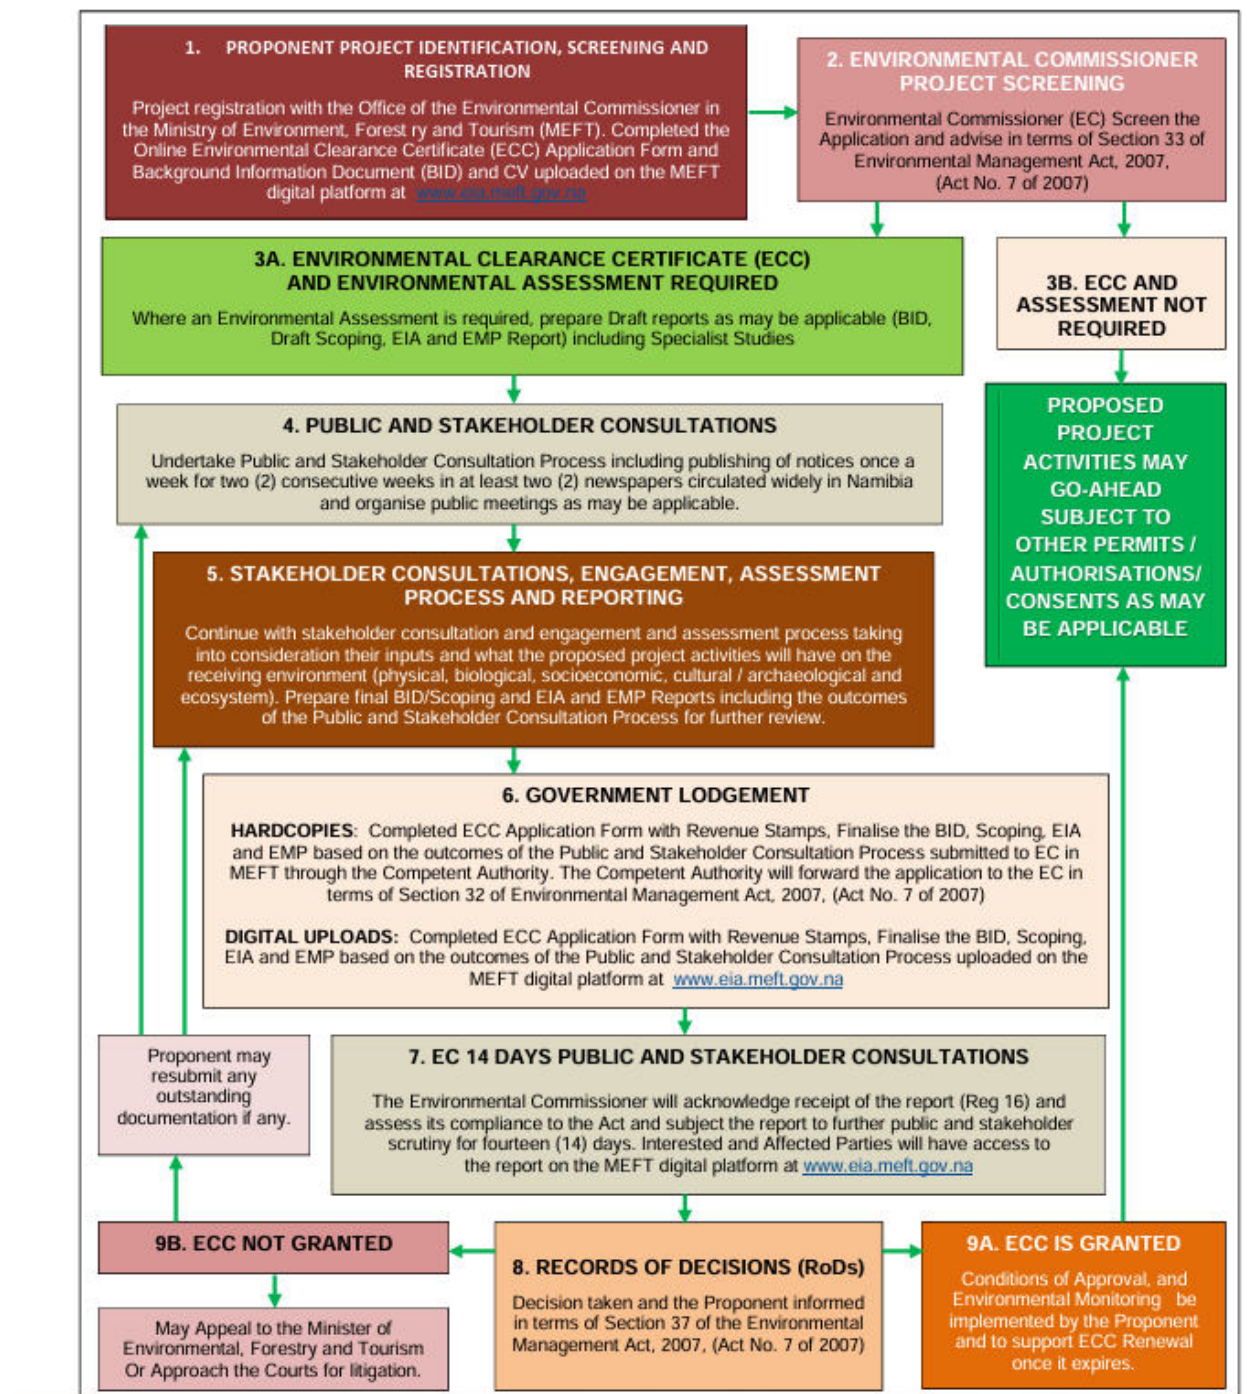 1. PROPONENT PROJECT IDENTIFICATION, SCREENING AND
REGISTRATION
Project registration with the Office of the Environmental Commissioner in
the Ministry of Environment, Forest ry and Tourism (MEFT). Completed the
Online Environmental Clearance Certificate (ECC) Application Form and
Background Information Document (BID) and CV uploaded on the MEFT
digital platform at www.eia.meft.gov.na
2. ENVIRONMENTAL COMMISSIONER
PROJECT SCREENING
Environmental Commissioner (EC) Screen the
Application and advise in terms of Section 33 of
Environmental Management Act, 2007,
(Act No. 7 of 2007)
3A. ENVIRONMENTAL CLEARANCE CERTIFICATE (ECC)
AND ENVIRONMENTAL ASSESSMENT REQUIRED
Where an Environmental Assessment is required, prepare Draft reports as may be applicable (BID,
Draft Scoping, EIA and EMP Report) including Specialist Studies
3B. ECC AND
ASSESSMENT NOT
REQUIRED
PROPOSED
PROJECT
ACTIVITIES MAY
GO-AHEAD
SUBJECT TO
OTHER PERMITS /
AUTHORISATIONS/
CONSENTS AS MAY
BE APPLICABLE
4. PUBLIC AND STAKEHOLDER CONSULTATIONS
Undertake Public and Stakeholder Consultation Process including publishing of notices once a
week for two (2) consecutive weeks in at least two (2) newspapers circulated widely in Namibia
and organise public meetings as may be applicable.
5. STAKEHOLDER CONSULTATIONS, ENGAGEMENT, ASSESSMENT
PROCESS AND REPORTING
Continue with stakeholder consultation and engagement and assessment process taking
into consideration their inputs and what the proposed project activities will have on the
receiving environment (physical, biological, socioeconomic, cultural / archaeological and
ecosystem). Prepare final BID/Scoping and EIA and EMP Reports including the outcomes
of the Public and Stakeholder Consultation Process for further review.
6. GOVERNMENT LODGEMENT
HARDCOPIES: Completed ECC Application Form with Revenue Stamps, Finalise the BID, Scoping, EIA
and EMP based on the outcomes of the Public and Stakeholder Consultation Process submitted to EC in
MEFT through the Competent Authority. The Competent Authority will forward the application to the EC in
terms of Section 32 of Environmental Management Act, 2007, (Act No. 7 of 2007)
DIGITAL UPLOADS: Completed ECC Application Form with Revenue Stamps, Finalise the BID, Scoping,
EIA and EMP based on the outcomes of the Public and Stakeholder Consultation Process uploaded on the
MEFT digital platform at www.eia.meft.gov.na
Proponent may
resubmit any
outstanding
documentation if any.
7. EC 14 DAYS PUBLIC AND STAKEHOLDER CONSULTATIONS
The Environmental Commissioner will acknowledge receipt of the report (Reg 16) and
assess its compliance to the Act and subject the report to further public and stakeholder
scrutiny for fourteen (14) days. Interested and Affected Parties will have access to
the report on the MEFT digital platform at www.eia.meft.gov.na
9B. ECC NOT GRANTED
May Appeal to the Minister of
Environmental, Forestry and Tourism
Or Approach the Courts for litigation.
8. RECORDS OF DECISIONS (RoDs)
Decision taken and the Proponent informed
in terms of Section 37 of the Environmental
Management Act, 2007, (Act No. 7 of 2007)
9A. ECC IS GRANTED
Conditions of Approval, and
Environmental Monitoring be
implemented by the Proponent
and to support ECC Renewal
once it expires.